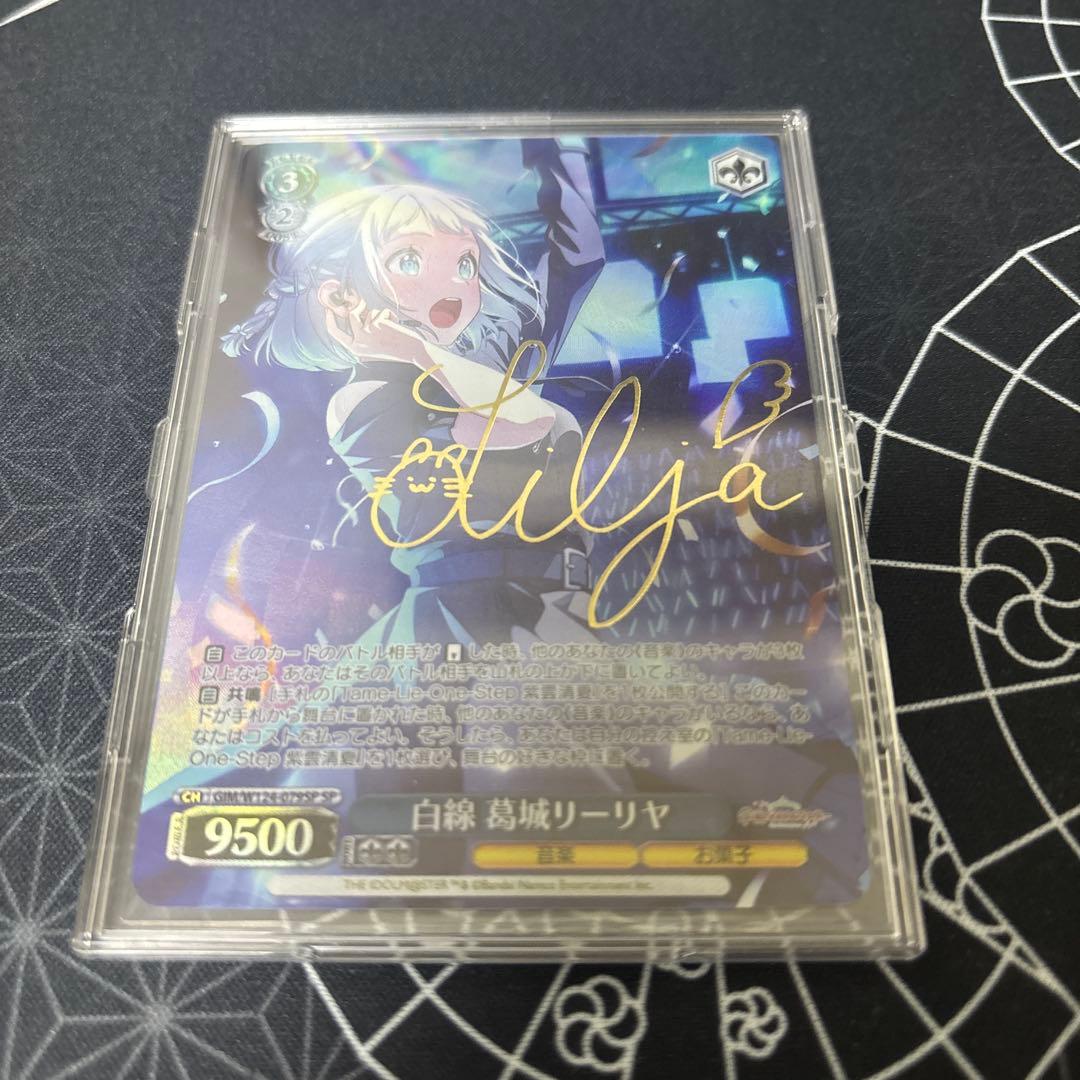 3
2
Lilja
自 このカードのバトル相手が した時、他のあなたの《音楽》のキャラが3枚
以上なら、あなたはそのバトル相手を山札の上か下に置いてよい。
自 共鳴 ［手札の「Tame-Lie-One-Step 紫雲清夏」を1枚公開する］ このカー
ドが手札から舞台に置かれた時、他のあなたの《音楽》のキャラがいるなら、あ
なたはコストを払ってよい。そうしたら、あなたは自分の控え室の「Tame-Lie-
One-Step 紫雲清夏」を1枚選び、舞台の好きな枠に置く。
CH GIM/W124-079SP SP
白線 葛城リーリヤ
POWER 9500
音楽 お菓子
THE IDOLM@STER™& ©Bandai Namco Entertainment Inc.